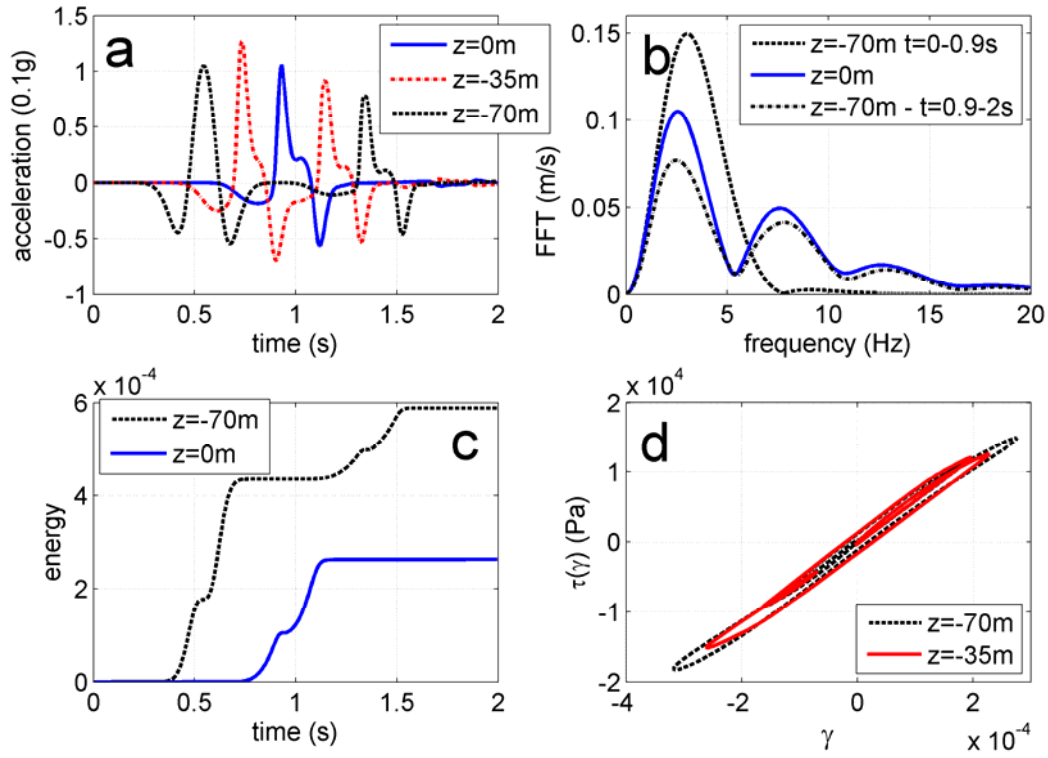 a
z=0m
z=-35m
z=-70m
1.5
1
0.5
0
-0.5
-1
acceleration (0.1g)
0 0.5 1 1.5 2
time (s)
b
z=-70m t=0-0.9s
z=0m
z=-70m - t=0.9-2s
0.15
0.1
0.05
0
FFT (m/s)
0 5 10 15 20
frequency (Hz)
x 10⁻⁴
z=-70m
z=0m
c
6
4
2
0
energy
0 0.5 1 1.5 2
time (s)
x 10⁴
d
2
1
0
-1
-2
τ(γ) (Pa)
z=-70m
z=-35m
-4 -2 0 2
γ
x 10⁻⁴